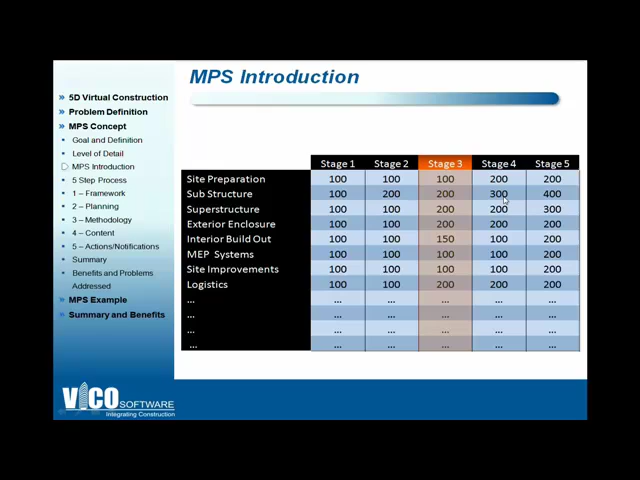 MPS Introduction
» 5D Virtual Construction
» Problem Definition
» MPS Concept
▪ Goal and Definition
▪ Level of Detail
MPS Introduction
▪ 5 Step Process
▪ 1 – Framework
▪ 2 – Planning
▪ 3 – Methodology
▪ 4 – Content
▪ 5 – Actions/Notifications
▪ Summary
▪ Benefits and Problems
Addressed
» MPS Example
» Summary and Benefits
Stage 1 Stage 2 Stage 3 Stage 4 Stage 5
Site Preparation 100 100 100 200 200
Sub Structure 100 200 200 300 400
Superstructure 100 100 200 200 300
Exterior Enclosure 100 100 200 200 200
Interior Build Out 100 100 150 100 200
MEP Systems 100 100 100 100 200
Site Improvements 100 100 100 100 200
Logistics 100 100 200 200 200
... ... ... ... ... ...
... ... ... ... ... ...
... ... ... ... ... ...
... ... ... ... ... ...
VICO SOFTWARE
Integrating Construction